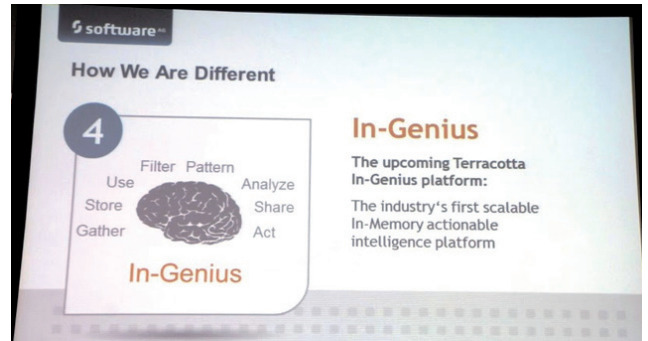 software AG
How We Are Different
4
Filter Pattern
Use Analyze
Store Share
Gather Act
In-Genius
In-Genius
The upcoming Terracotta
In-Genius platform:
The industry's first scalable
In-Memory actionable
intelligence platform